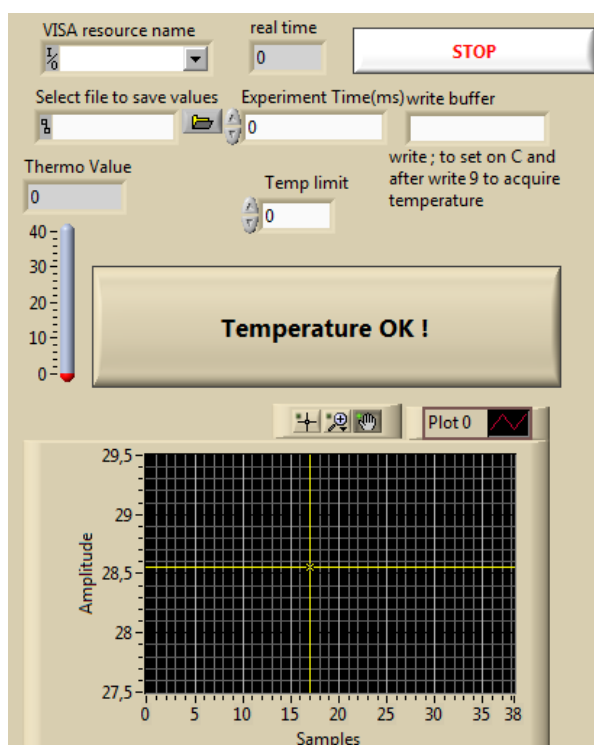 VISA resource name
real time
I/O
0
STOP
Select file to save values
Experiment Time(ms)
write buffer
0
write ; to set on C and
after write 9 to acquire
temperature
Thermo Value
0
Temp limit
0
40
30
20
10
0
Temperature OK !
Plot 0
29,5
29
28,5
28
27,5
Amplitude
0 5 10 15 20 25 30 35 38
Samples